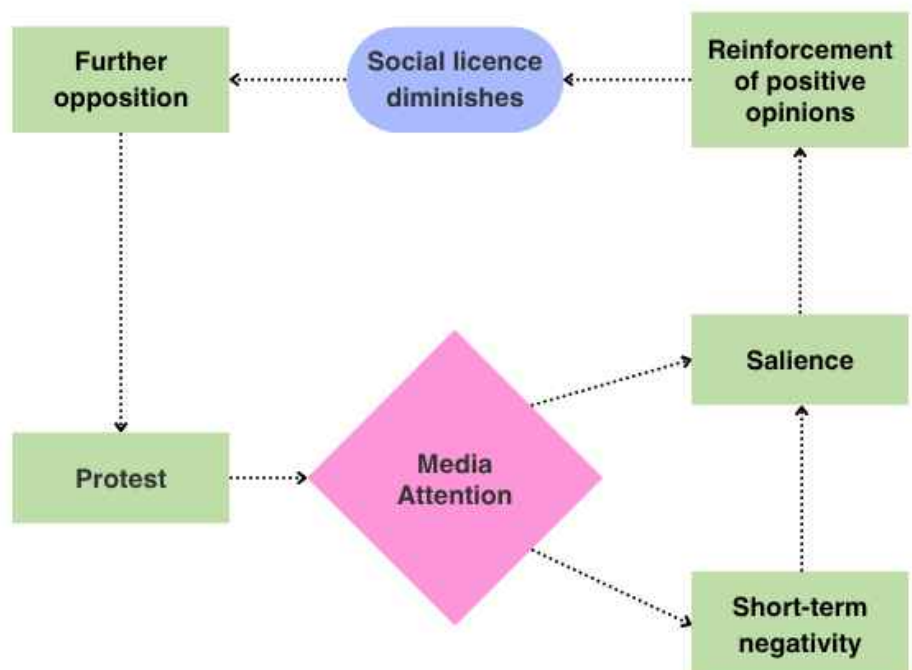 Further
opposition
Social licence
diminishes
Reinforcement
of positive
opinions
Salience
Protest
Media
Attention
Short-term
negativity